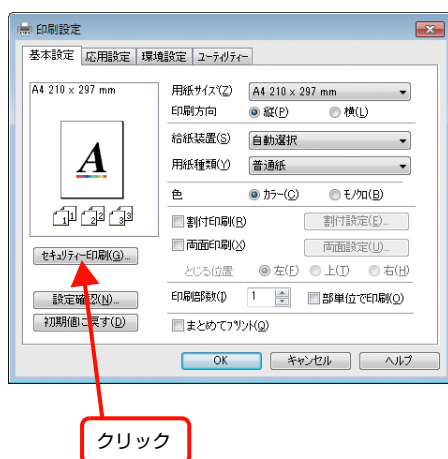 印刷設定
基本設定 応用設定 環境設定 ユーティリティー
A4 210 x 297 mm
用紙サイズ(Z) A4 210 x 297 mm
印刷方向 縦(P) 横(L)
給紙装置(S) 自動選択
用紙種類(Y) 普通紙
A
色 カラー(C) モノクロ(B)
1 1 2 2 3 3
割付印刷(R) 割付設定(E)...
セキュリティー印刷(G)...
両面印刷(X) 両面設定(U)...
とじる位置 左(F) 上(T) 右(H)
設定確認(N)...
印刷部数(I) 1 部単位で印刷(O)
初期値に戻す(D)
まとめてプリント(Q)
OK キャンセル ヘルプ
クリック